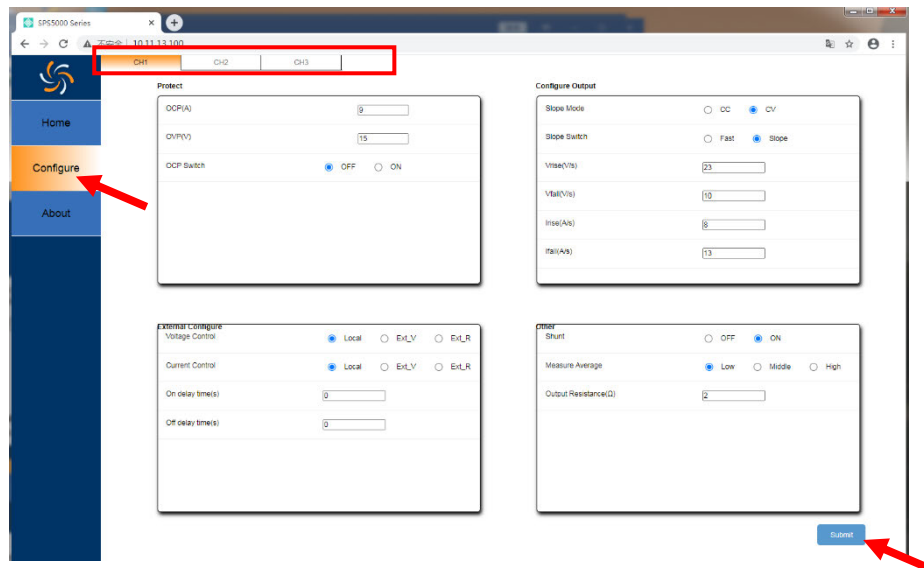 SPS5000 Series
不安全 | 10.11.13.100
CH1 CH2 CH3
Home
Configure
About
Protect
OCP(A) 9
OVP(V) 15
OCP Switch OFF ON
Configure Output
Slope Mode CC CV
Slope Switch Fast Slope
Vrise(V/s) 23
Vfall(V/s) 10
Irise(A/s) 8
Ifall(A/s) 13
External Configure
Voltage Control Local Ext_V Ext_R
Current Control Local Ext_V Ext_R
On delay time(s) 0
Off delay time(s) 0
Other
Shunt OFF ON
Measure Average Low Middle High
Output Resistance(Ω) 2
Submit